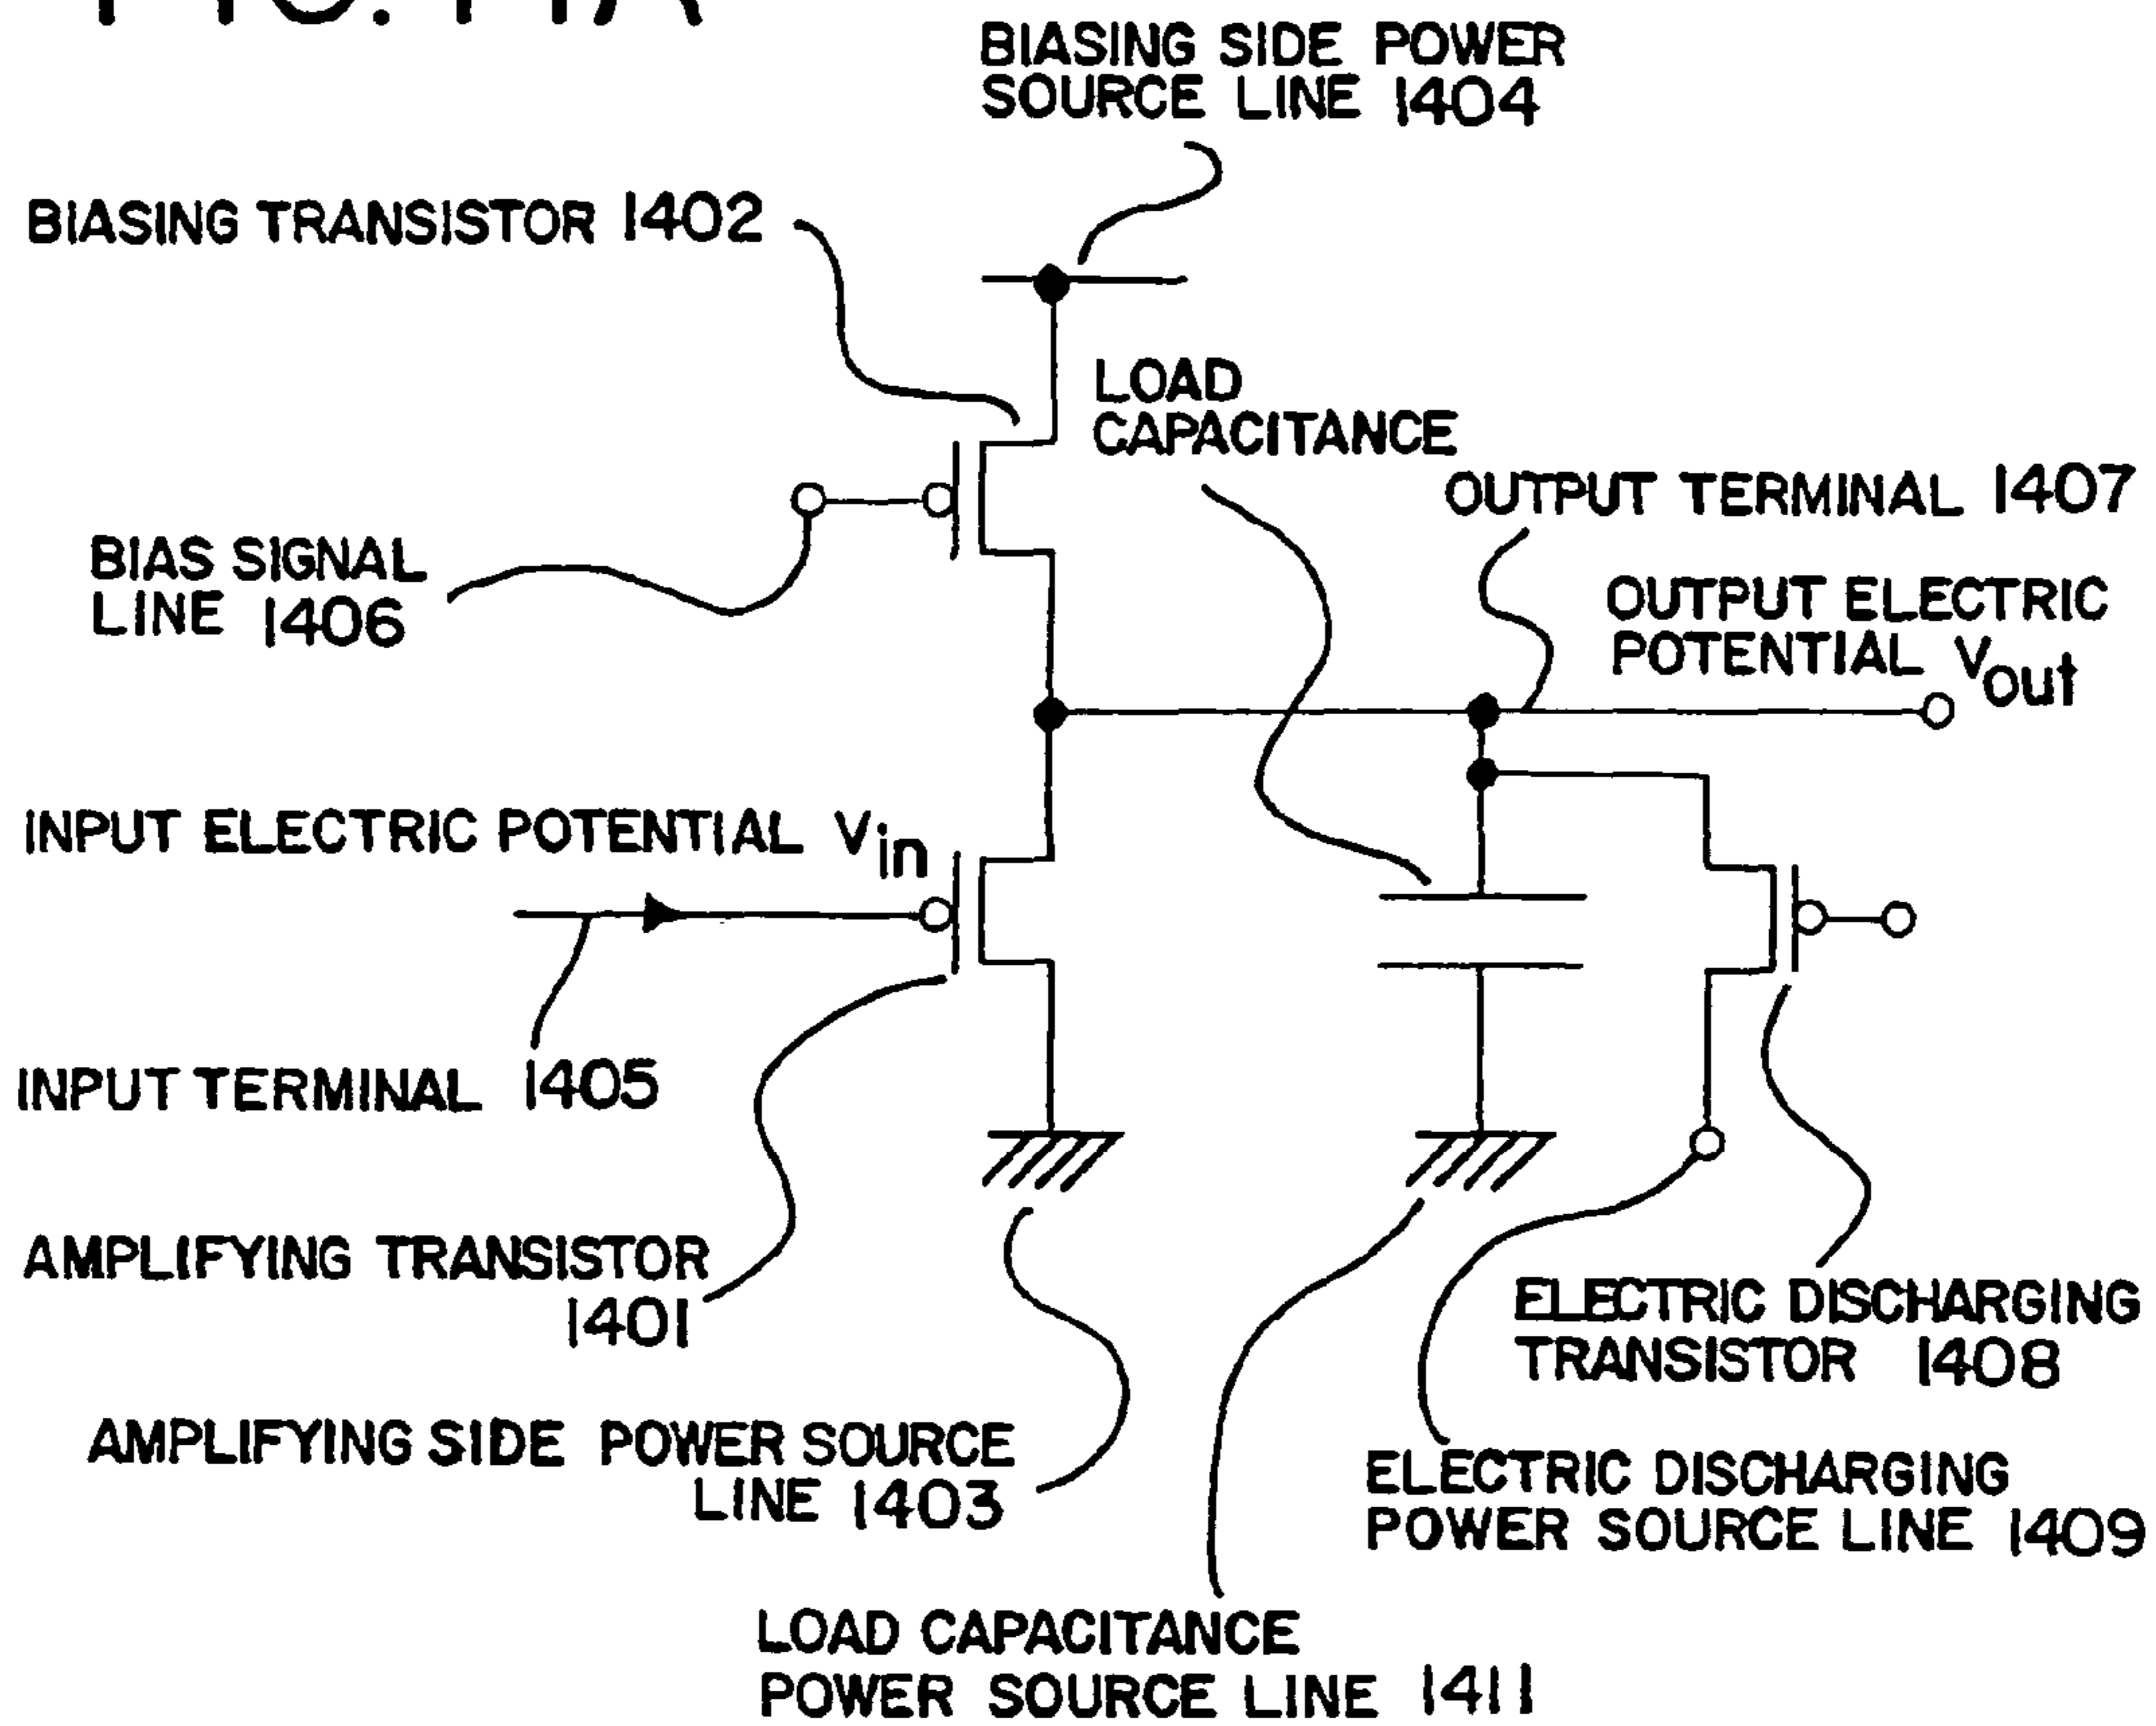 BIASING SIDE POWER
SOURCE LINE 1404
BIASING TRANSISTOR 1402
LOAD
CAPACITANCE
OUTPUT TERMINAL 1407
BIAS SIGNAL
LINE 1406
OUTPUT ELECTRIC
POTENTIAL Vout
INPUT ELECTRIC POTENTIAL Vin
INPUT TERMINAL 1405
AMPLIFYING TRANSISTOR
1401
ELECTRIC DISCHARGING
TRANSISTOR 1408
AMPLIFYING SIDE POWER SOURCE
LINE 1403
ELECTRIC DISCHARGING
POWER SOURCE LINE 1409
LOAD CAPACITANCE
POWER SOURCE LINE 1411